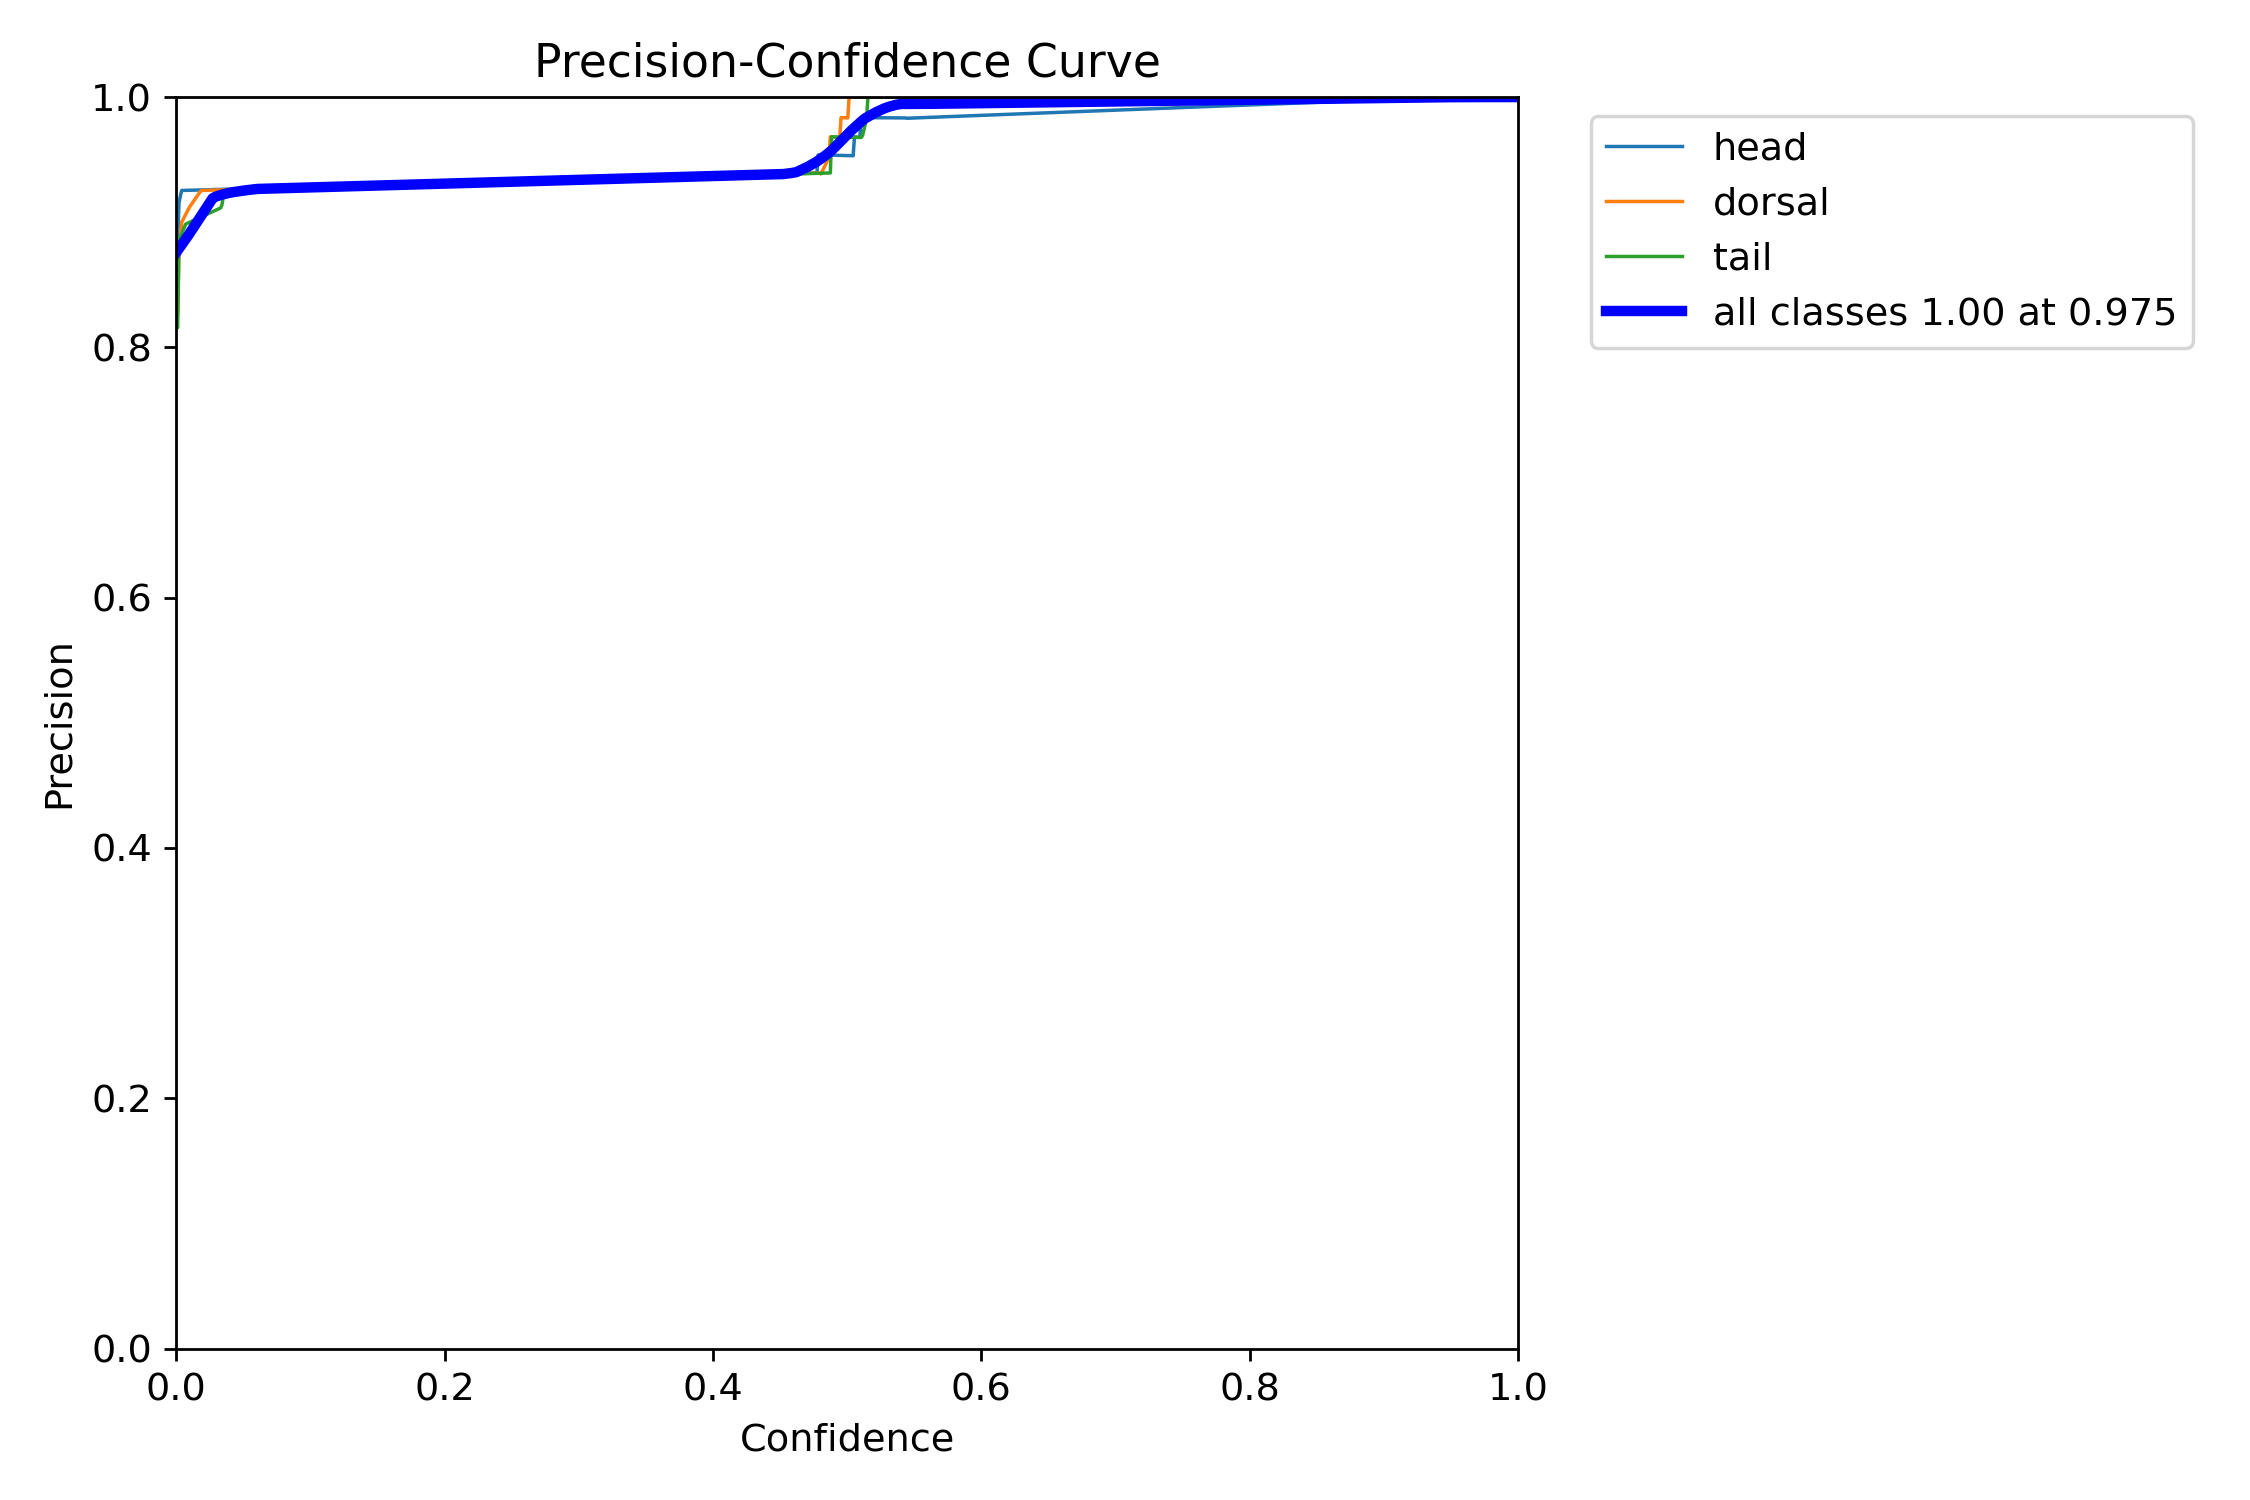 Precision-Confidence Curve
1.0
0.8
0.6
0.4
0.2
0.0
Precision
0.0 0.2 0.4 0.6 0.8 1.0
Confidence
head
dorsal
tail
all classes 1.00 at 0.975